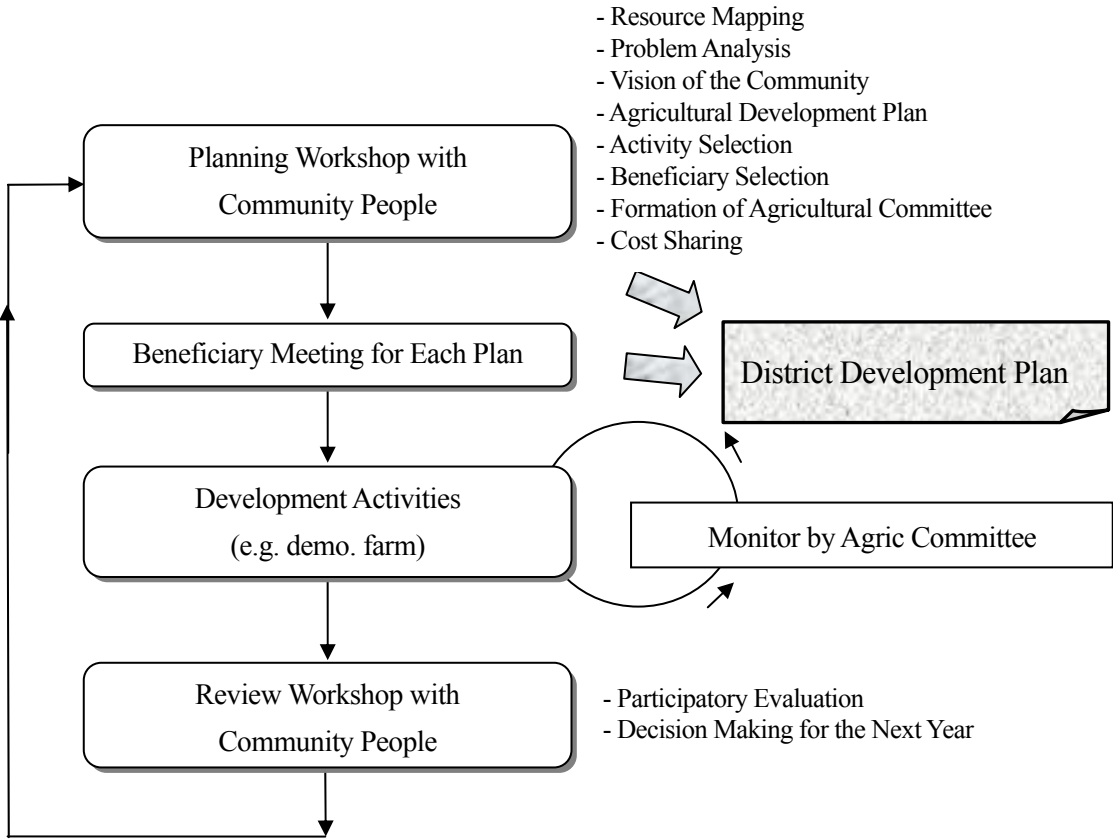 - Resource Mapping
- Problem Analysis
- Vision of the Community
- Agricultural Development Plan
- Activity Selection
- Beneficiary Selection
- Formation of Agricultural Committee
- Cost Sharing
Planning Workshop with
Community People
Beneficiary Meeting for Each Plan
District Development Plan
Development Activities
(e.g. demo. farm)
Monitor by Agric Committee
Review Workshop with
Community People
- Participatory Evaluation
- Decision Making for the Next Year